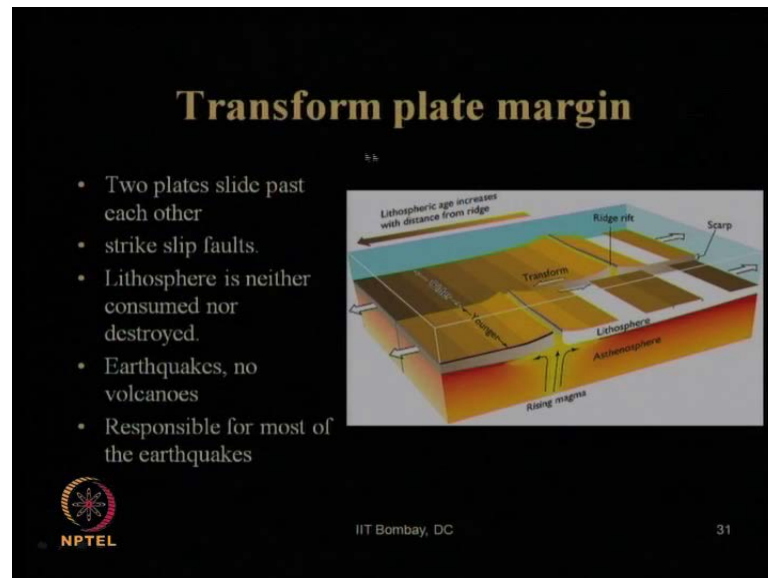 Transform plate margin
• Two plates slide past
each other
• strike slip faults.
• Lithosphere is neither
consumed nor
destroyed.
• Earthquakes, no
volcanoes
• Responsible for most of
the earthquakes
Lithospheric age increases
with distance from ridge
Ridge rift
Scarp
Transform
Older
Younger
Lithosphere
Asthenosphere
Rising magma
NPTEL
IIT Bombay, DC
31